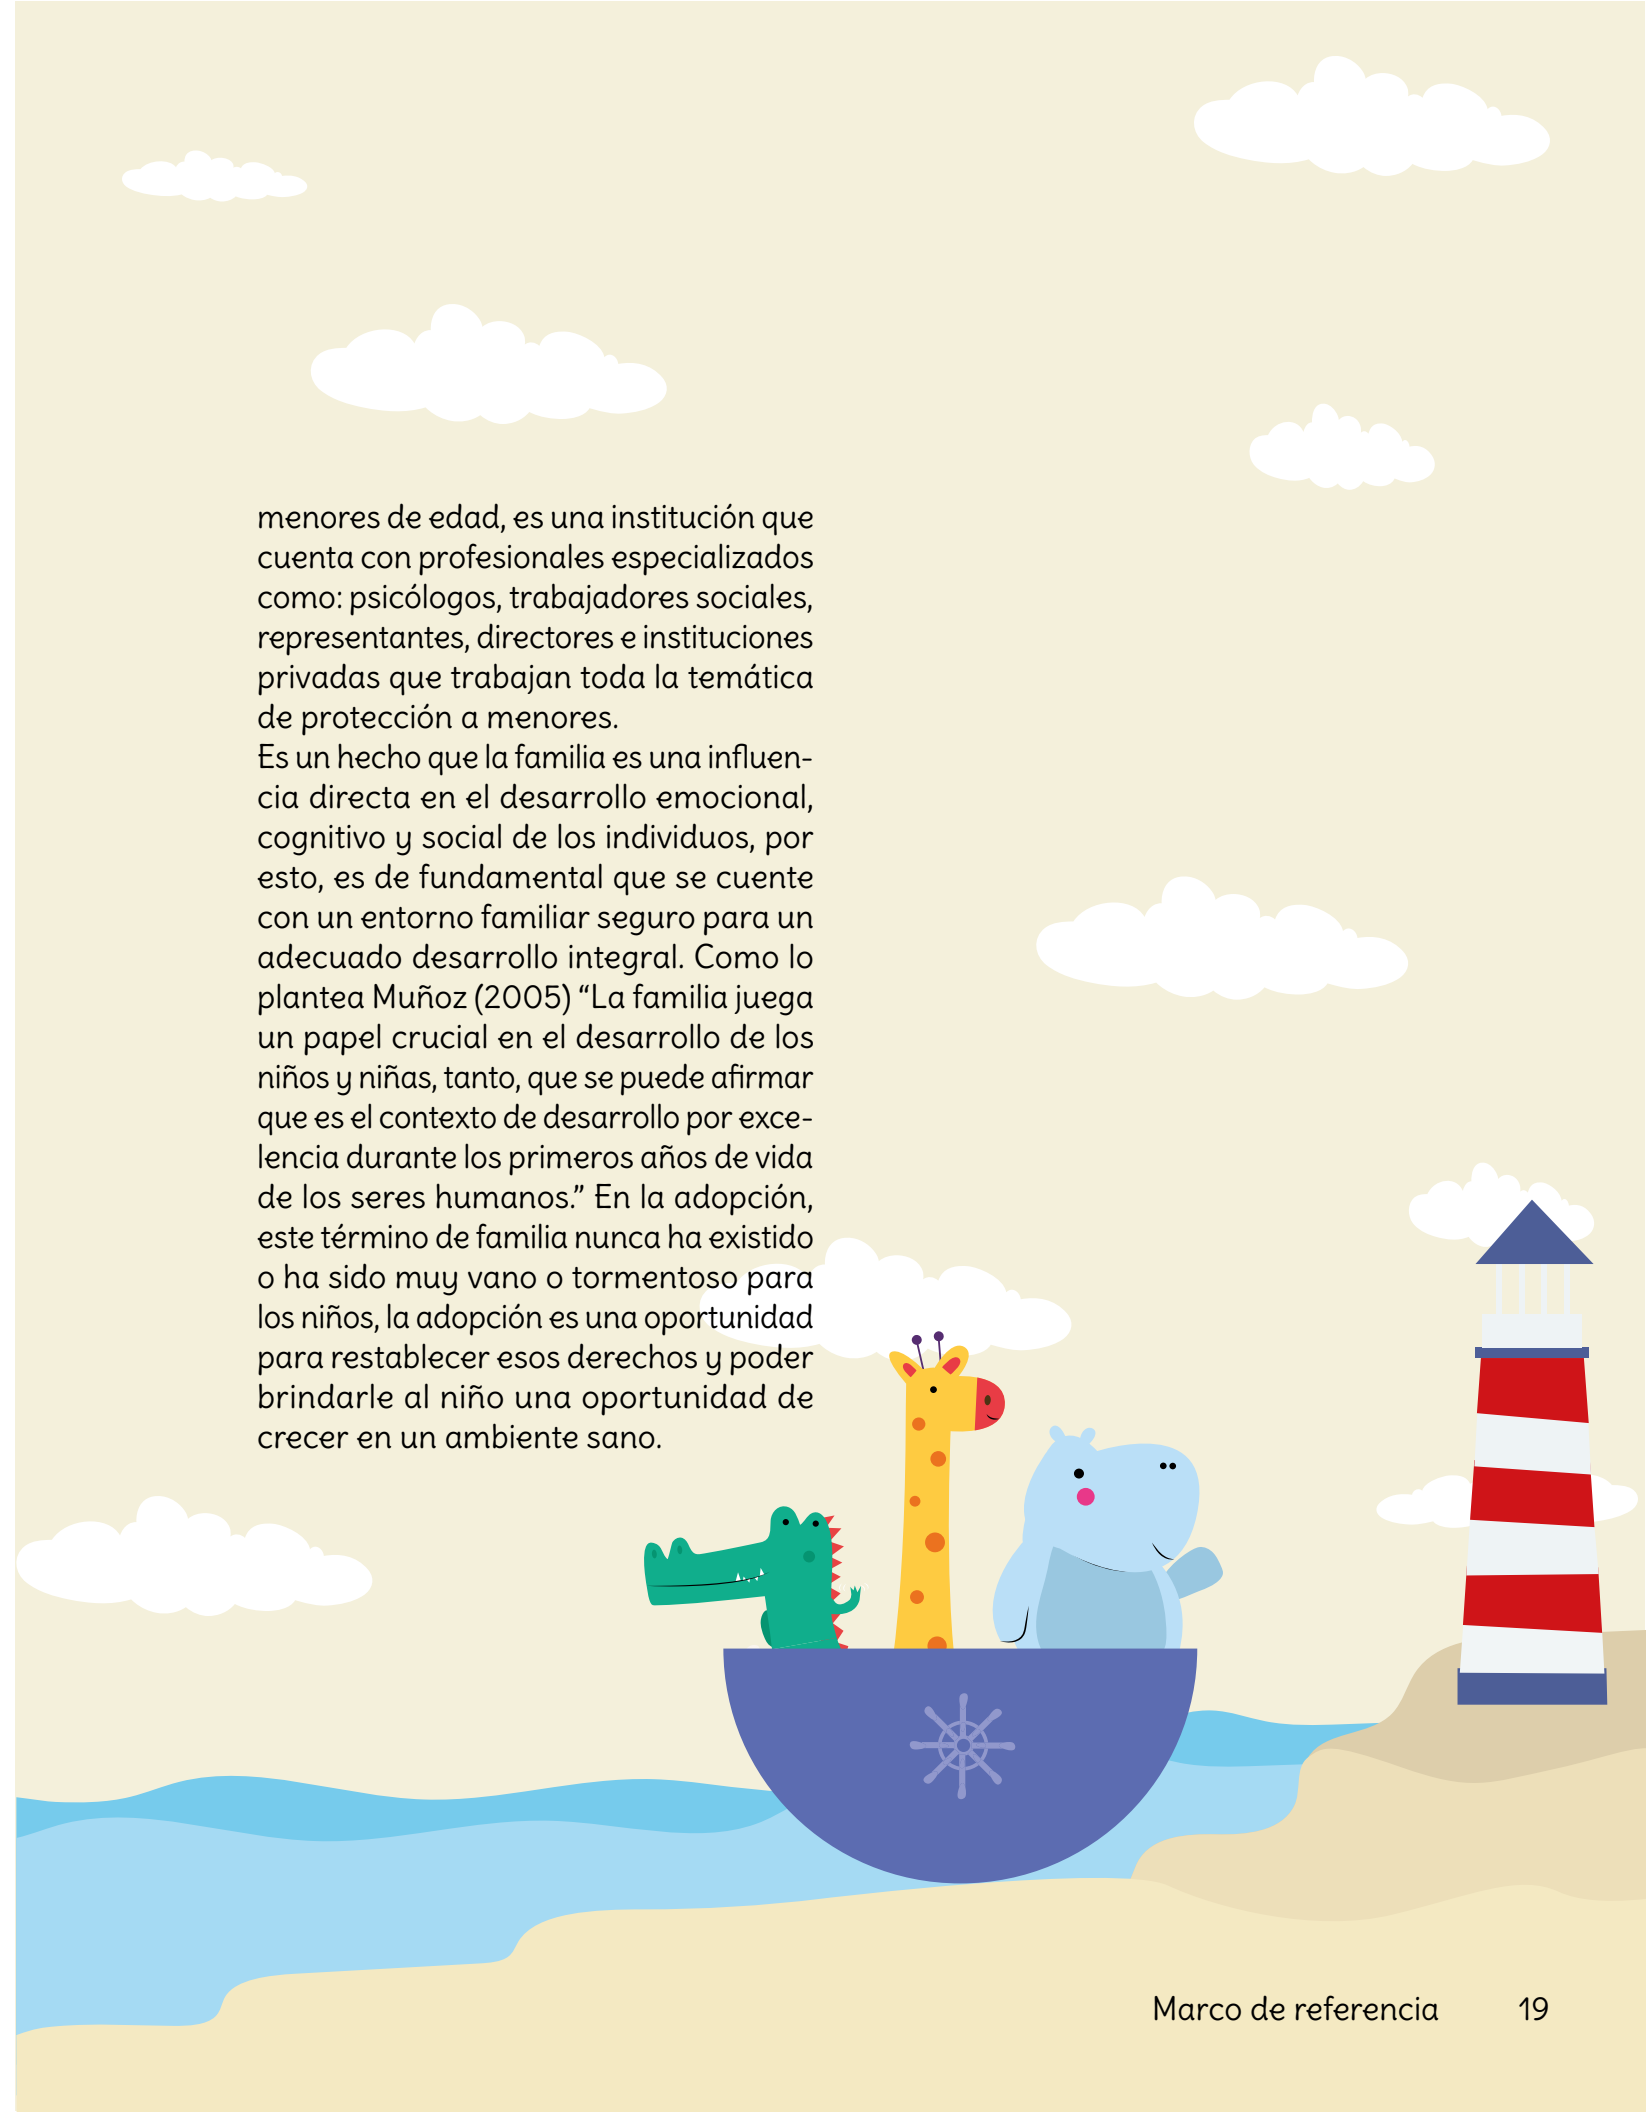 menores de edad, es una institución que
cuenta con profesionales especializados
como: psicólogos, trabajadores sociales,
representantes, directores e instituciones
privadas que trabajan toda la temática
de protección a menores.
Es un hecho que la familia es una influen-
cia directa en el desarrollo emocional,
cognitivo y social de los individuos, por
esto, es de fundamental que se cuente
con un entorno familiar seguro para un
adecuado desarrollo integral. Como lo
plantea Muñoz (2005) “La familia juega
un papel crucial en el desarrollo de los
niños y niñas, tanto, que se puede afirmar
que es el contexto de desarrollo por exce-
lencia durante los primeros años de vida
de los seres humanos.” En la adopción,
este término de familia nunca ha existido
o ha sido muy vano o tormentoso para
los niños, la adopción es una oportunidad
para restablecer esos derechos y poder
brindarle al niño una oportunidad de
crecer en un ambiente sano.
Marco de referencia 19